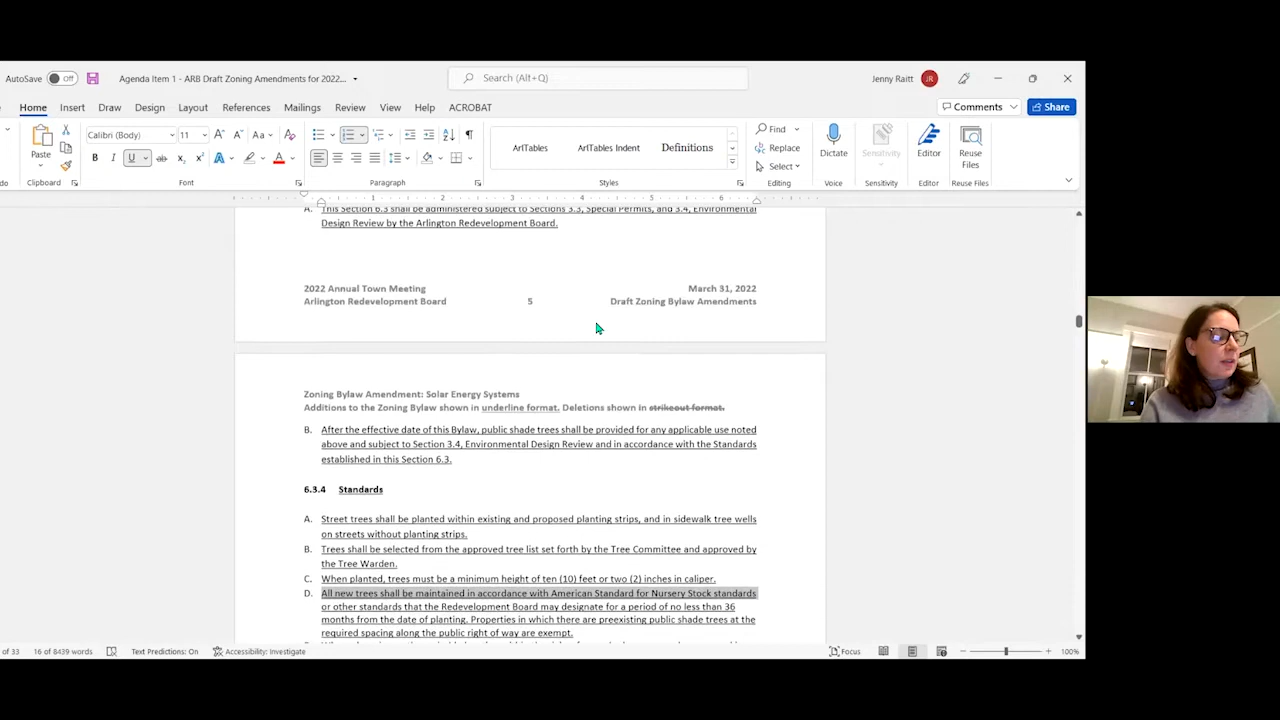 AutoSave Off Agenda Item 1 - ARB Draft Zoning Amendments for 2022... Search (Alt+Q) Jenny Raitt JR
Home Insert Draw Design Layout References Mailings Review View Help ACROBAT Comments Share
Calibri (Body) 11 A A Aa A
Paste
B I U ab x₂ x² A A
ArtTables ArtTables Indent Definitions
Find
Replace
Select
Dictate Sensitivity Editor Reuse Files
Clipboard Font Paragraph Styles Editing Voice Sensitivity Editor Reuse Files
1 2 3 4 5 6
A. This Section 6.3 shall be administered subject to Sections 3.3, Special Permits, and 3.4, Environmental
Design Review by the Arlington Redevelopment Board.
2022 Annual Town Meeting March 31, 2022
Arlington Redevelopment Board 5 Draft Zoning Bylaw Amendments
Zoning Bylaw Amendment: Solar Energy Systems
Additions to the Zoning Bylaw shown in underline format. Deletions shown in strikeout format.
B. After the effective date of this Bylaw, public shade trees shall be provided for any applicable use noted
above and subject to Section 3.4, Environmental Design Review and in accordance with the Standards
established in this Section 6.3.
6.3.4 Standards
A. Street trees shall be planted within existing and proposed planting strips, and in sidewalk tree wells
on streets without planting strips.
B. Trees shall be selected from the approved tree list set forth by the Tree Committee and approved by
the Tree Warden.
C. When planted, trees must be a minimum height of ten (10) feet or two (2) inches in caliper.
D. All new trees shall be maintained in accordance with American Standard for Nursery Stock standards
or other standards that the Redevelopment Board may designate for a period of no less than 36
months from the date of planting. Properties in which there are preexisting public shade trees at the
required spacing along the public right of way are exempt.
of 33 16 of 8439 words Text Predictions: On Accessibility: Investigate Focus 100%